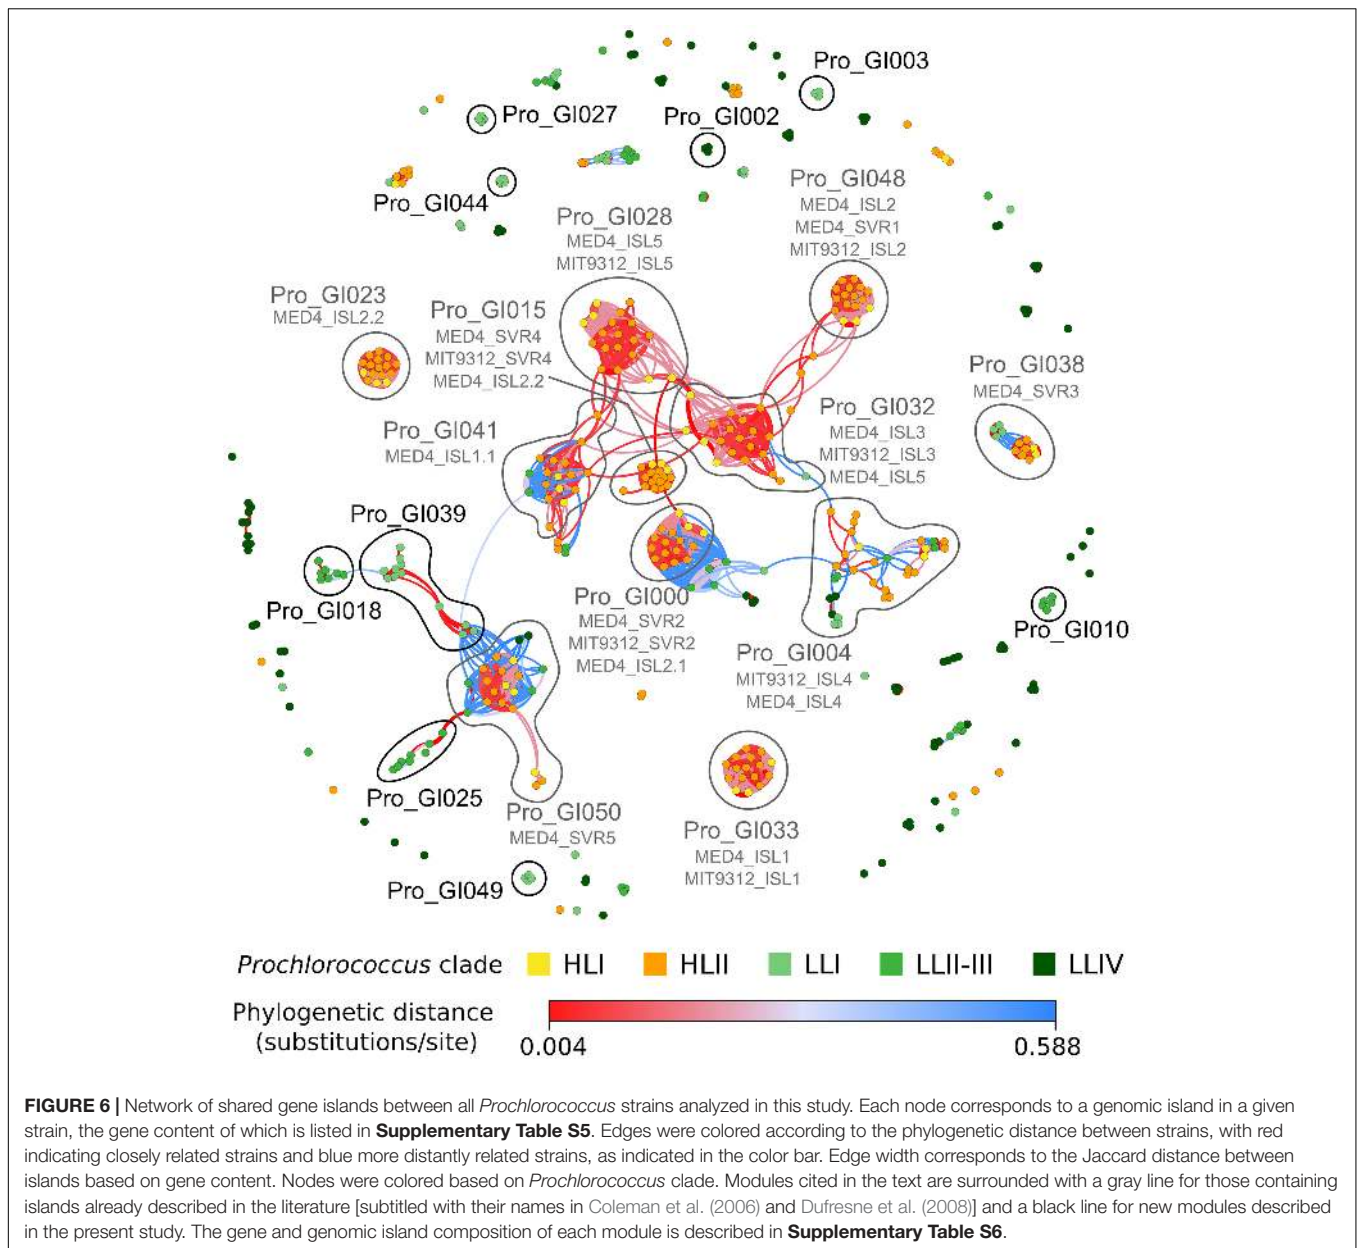 Pro_GI003
Pro_GI027
Pro_GI002
Pro_GI044
Pro_GI048
MED4_ISL2
MED4_SVR1
MIT9312_ISL2
Pro_GI028
MED4_ISL5
MIT9312_ISL5
Pro_GI023
MED4_ISL2.2
Pro_GI015
MED4_SVR4
MIT9312_SVR4
MED4_ISL2.2
Pro_GI038
MED4_SVR3
Pro_GI032
MED4_ISL3
MIT9312_ISL3
MED4_ISL5
Pro_GI041
MED4_ISL1.1
Pro_GI039
Pro_GI018
Pro_GI000
MED4_SVR2
MIT9312_SVR2
MED4_ISL2.1
Pro_GI010
Pro_GI004
MIT9312_ISL4
MED4_ISL4
Pro_GI025
Pro_GI050
MED4_SVR5
Pro_GI033
MED4_ISL1
MIT9312_ISL1
Pro_GI049
Prochlorococcus clade HLI HLII LLI LLII-III LLIV
Phylogenetic distance
(substitutions/site)
0.004 0.588
FIGURE 6 | Network of shared gene islands between all Prochlorococcus strains analyzed in this study. Each node corresponds to a genomic island in a given
strain, the gene content of which is listed in Supplementary Table S5. Edges were colored according to the phylogenetic distance between strains, with red
indicating closely related strains and blue more distantly related strains, as indicated in the color bar. Edge width corresponds to the Jaccard distance between
islands based on gene content. Nodes were colored based on Prochlorococcus clade. Modules cited in the text are surrounded with a gray line for those containing
islands already described in the literature [subtitled with their names in Coleman et al. (2006) and Dufresne et al. (2008)] and a black line for new modules described
in the present study. The gene and genomic island composition of each module is described in Supplementary Table S6.